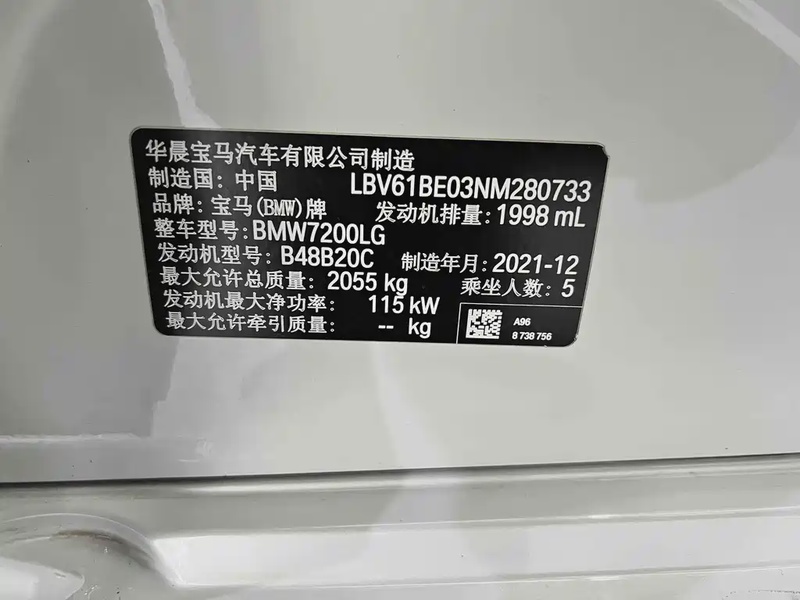 华晨宝马汽车有限公司制造
制造国: 中国 LBV61BE03NM280733
品牌: 宝马(BMW)牌 发动机排量: 1998 mL
整车型号: BMW7200LG
发动机型号: B48B20C 制造年月: 2021-12
最大允许总质量: 2055 kg 乘坐人数: 5
发动机最大净功率: 115 kW
最大允许牵引质量: -- kg
A96
8 738 756